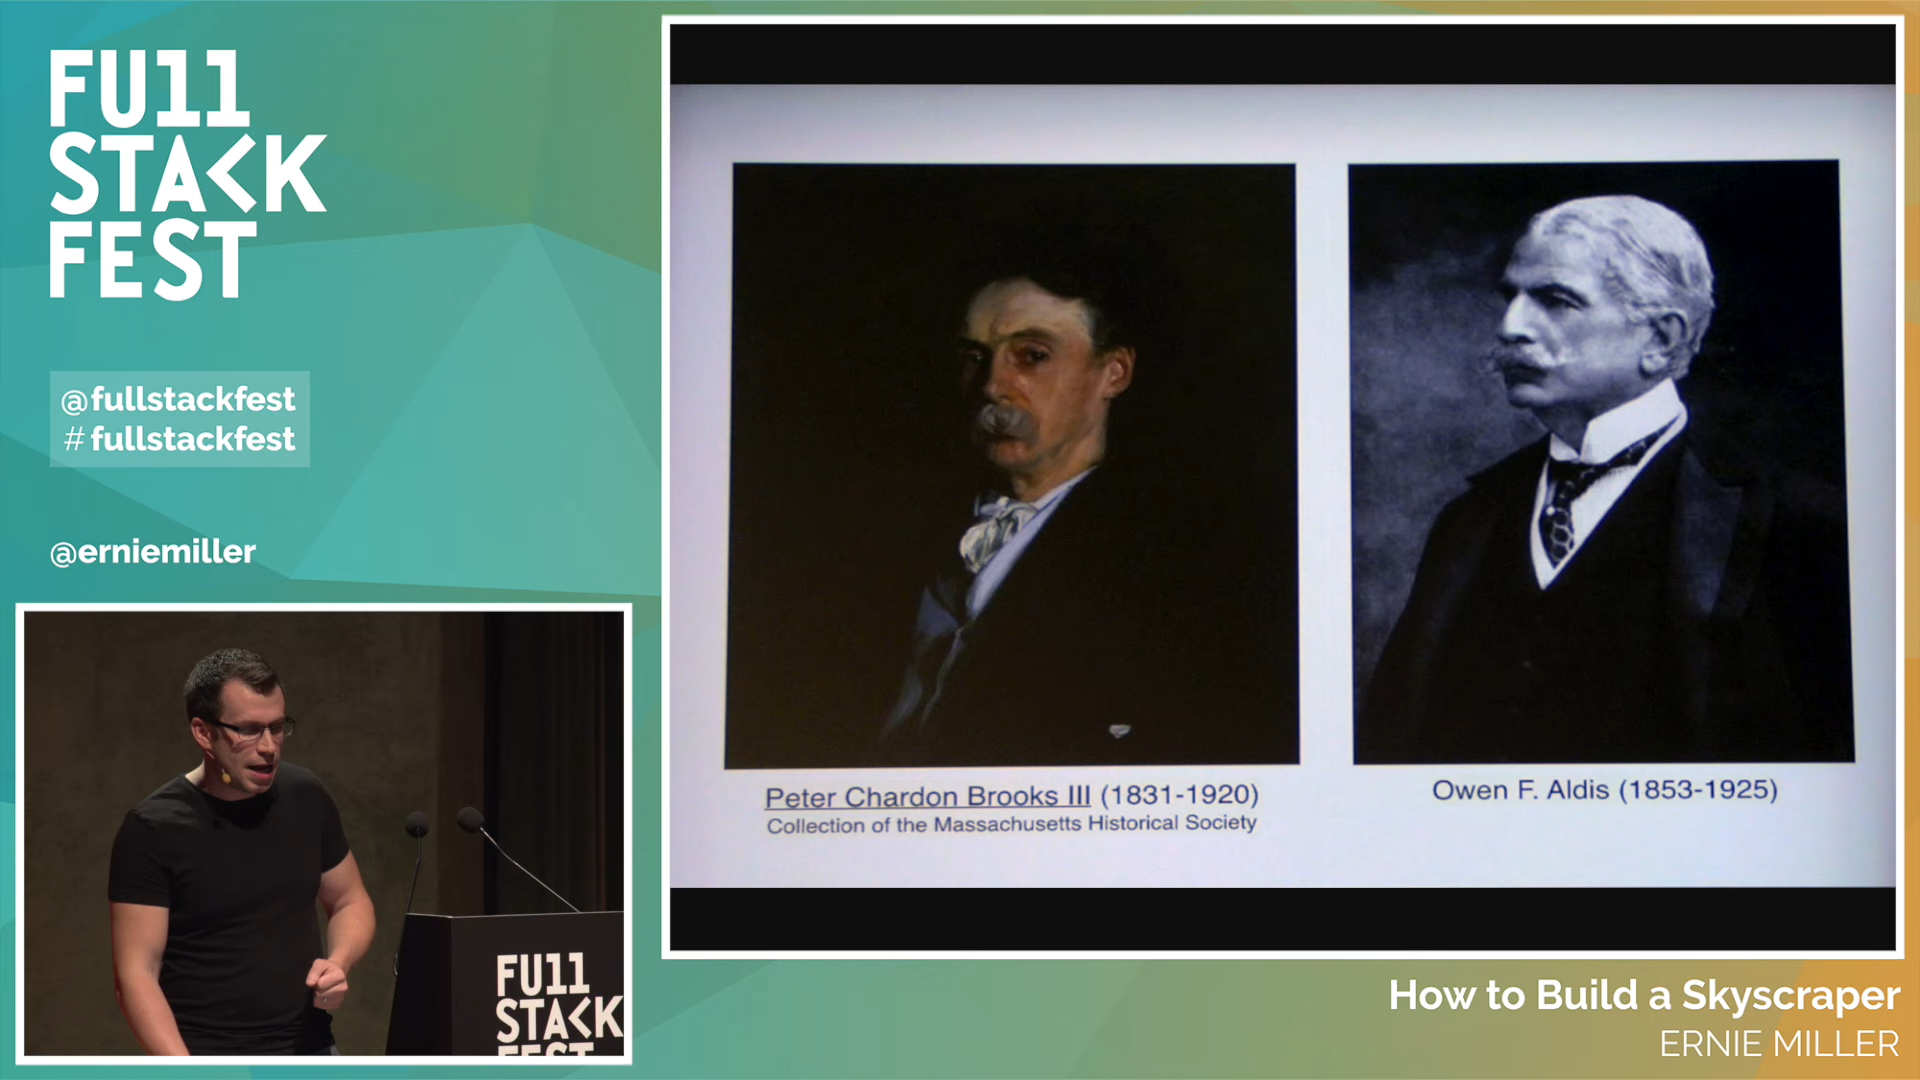 FU11
STACK
FEST
@fullstackfest
#fullstackfest
@erniemiller
Peter Chardon Brooks III (1831-1920)
Collection of the Massachusetts Historical Society
Owen F. Aldis (1853-1925)
FU11
STACK
FEST
How to Build a Skyscraper
ERNIE MILLER